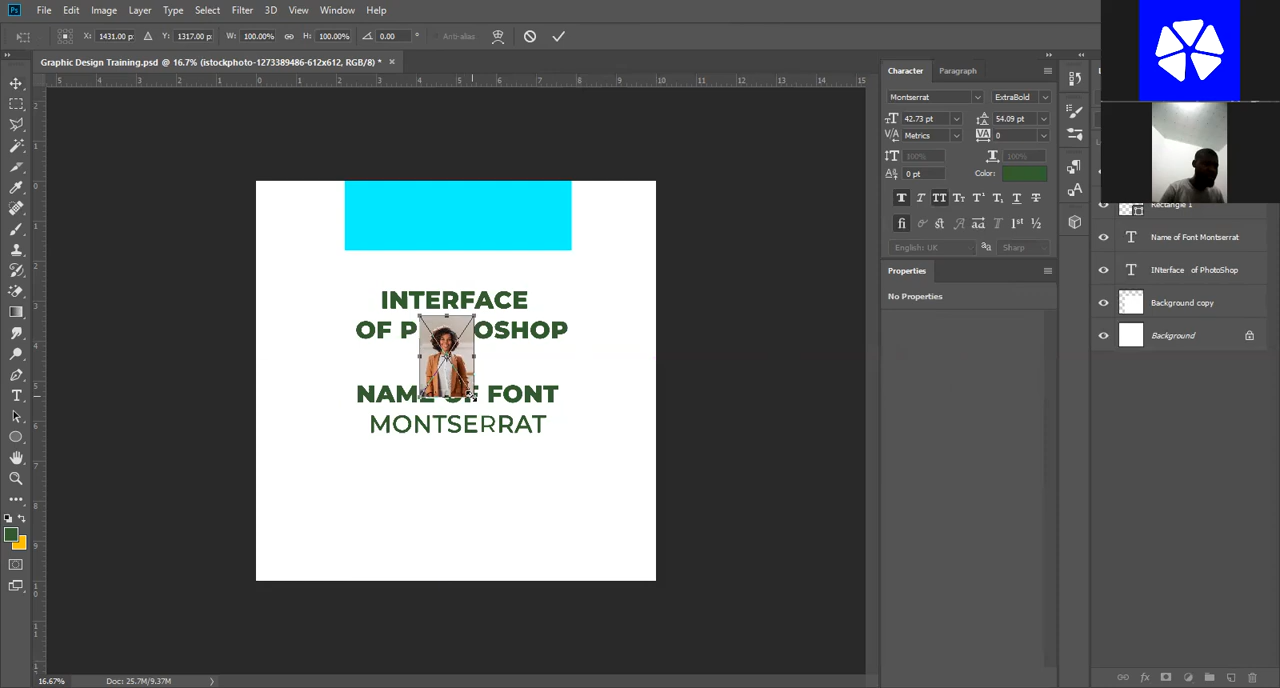 Ps File Edit Image Layer Type Select Filter 3D View Window Help
X: 1431.00 p Y: 1317.00 p W: 100.00% H: 100.00% 0.00 ° Anti-alias
Graphic Design Training.psd @ 16.7% (istockphoto-1273389486-612x612, RGB/8) *
INTERFACE
OF P OSHOP
NAME OF FONT
MONTSERRAT
16.67% Doc: 25.7M/9.37M
Character Paragraph
Montserrat ExtraBold
42.73 pt 54.09 pt
Metrics 0
100% 100%
0 pt Color:
English: UK aa Sharp
Properties
No Properties
Rectangle 1
Name of Font Montserrat
INterface of PhotoShop
Background copy
Background